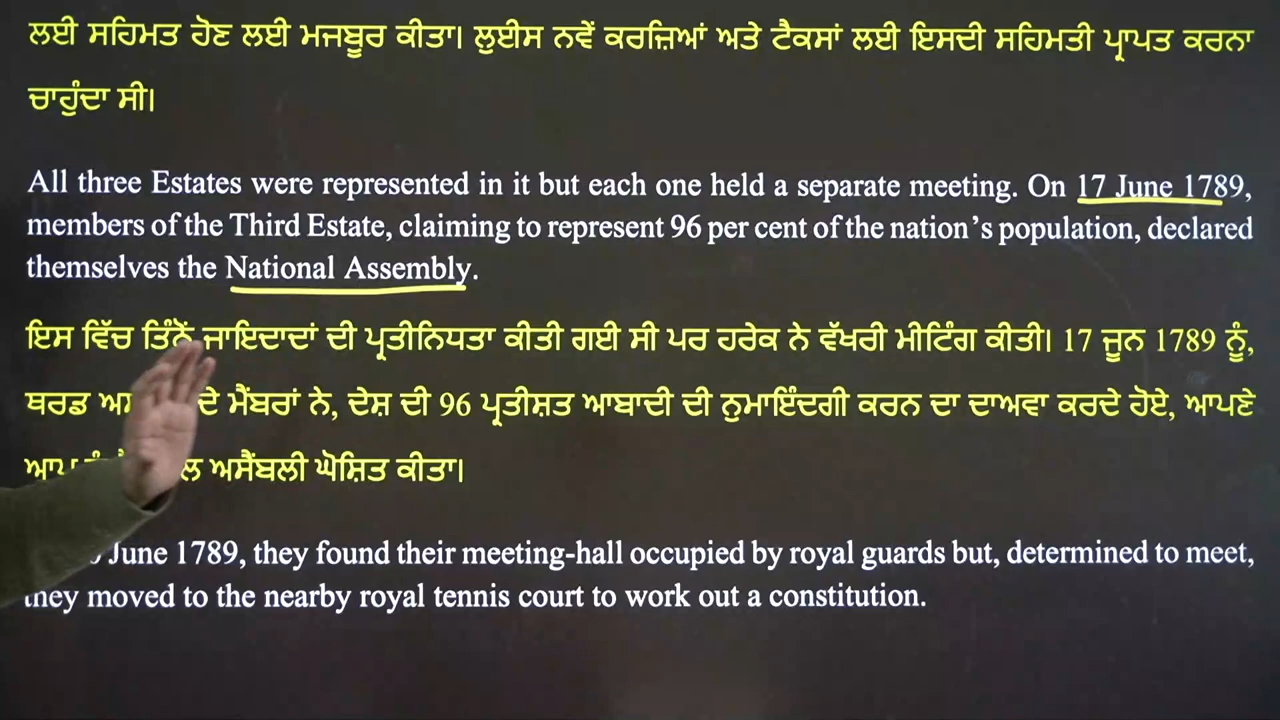 ਲਈ ਸਹਿਮਤ ਹੋਣ ਲਈ ਮਜਬੂਰ ਕੀਤਾ। ਲੁਈਸ ਨਵੇਂ ਕਰਜ਼ਿਆਂ ਅਤੇ ਟੈਕਸਾਂ ਲਈ ਇਸਦੀ ਸਹਿਮਤੀ ਪ੍ਰਾਪਤ ਕਰਨਾ
ਚਾਹੁੰਦਾ ਸੀ।
All three Estates were represented in it but each one held a separate meeting. On 17 June 1789,
members of the Third Estate, claiming to represent 96 per cent of the nation's population, declared
themselves the National Assembly.
ਇਸ ਵਿੱਚ ਤਿੰਨੋਂ ਜਾਇਦਾਦਾਂ ਦੀ ਪ੍ਰਤੀਨਿਧਤਾ ਕੀਤੀ ਗਈ ਸੀ ਪਰ ਹਰੇਕ ਨੇ ਵੱਖਰੀ ਮੀਟਿੰਗ ਕੀਤੀ। 17 ਜੂਨ 1789 ਨੂੰ,
ਥਰਡ ਦੇ ਮੈਂਬਰਾਂ ਨੇ, ਦੇਸ਼ ਦੀ 96 ਪ੍ਰਤੀਸ਼ਤ ਆਬਾਦੀ ਦੀ ਨੁਮਾਇੰਦਗੀ ਕਰਨ ਦਾ ਦਾਅਵਾ ਕਰਦੇ ਹੋਏ, ਆਪਣੇ
ਅਸੈਂਬਲੀ ਘੋਸ਼ਿਤ ਕੀਤਾ।
June 1789, they found their meeting-hall occupied by royal guards but, determined to meet,
they moved to the nearby royal tennis court to work out a constitution.